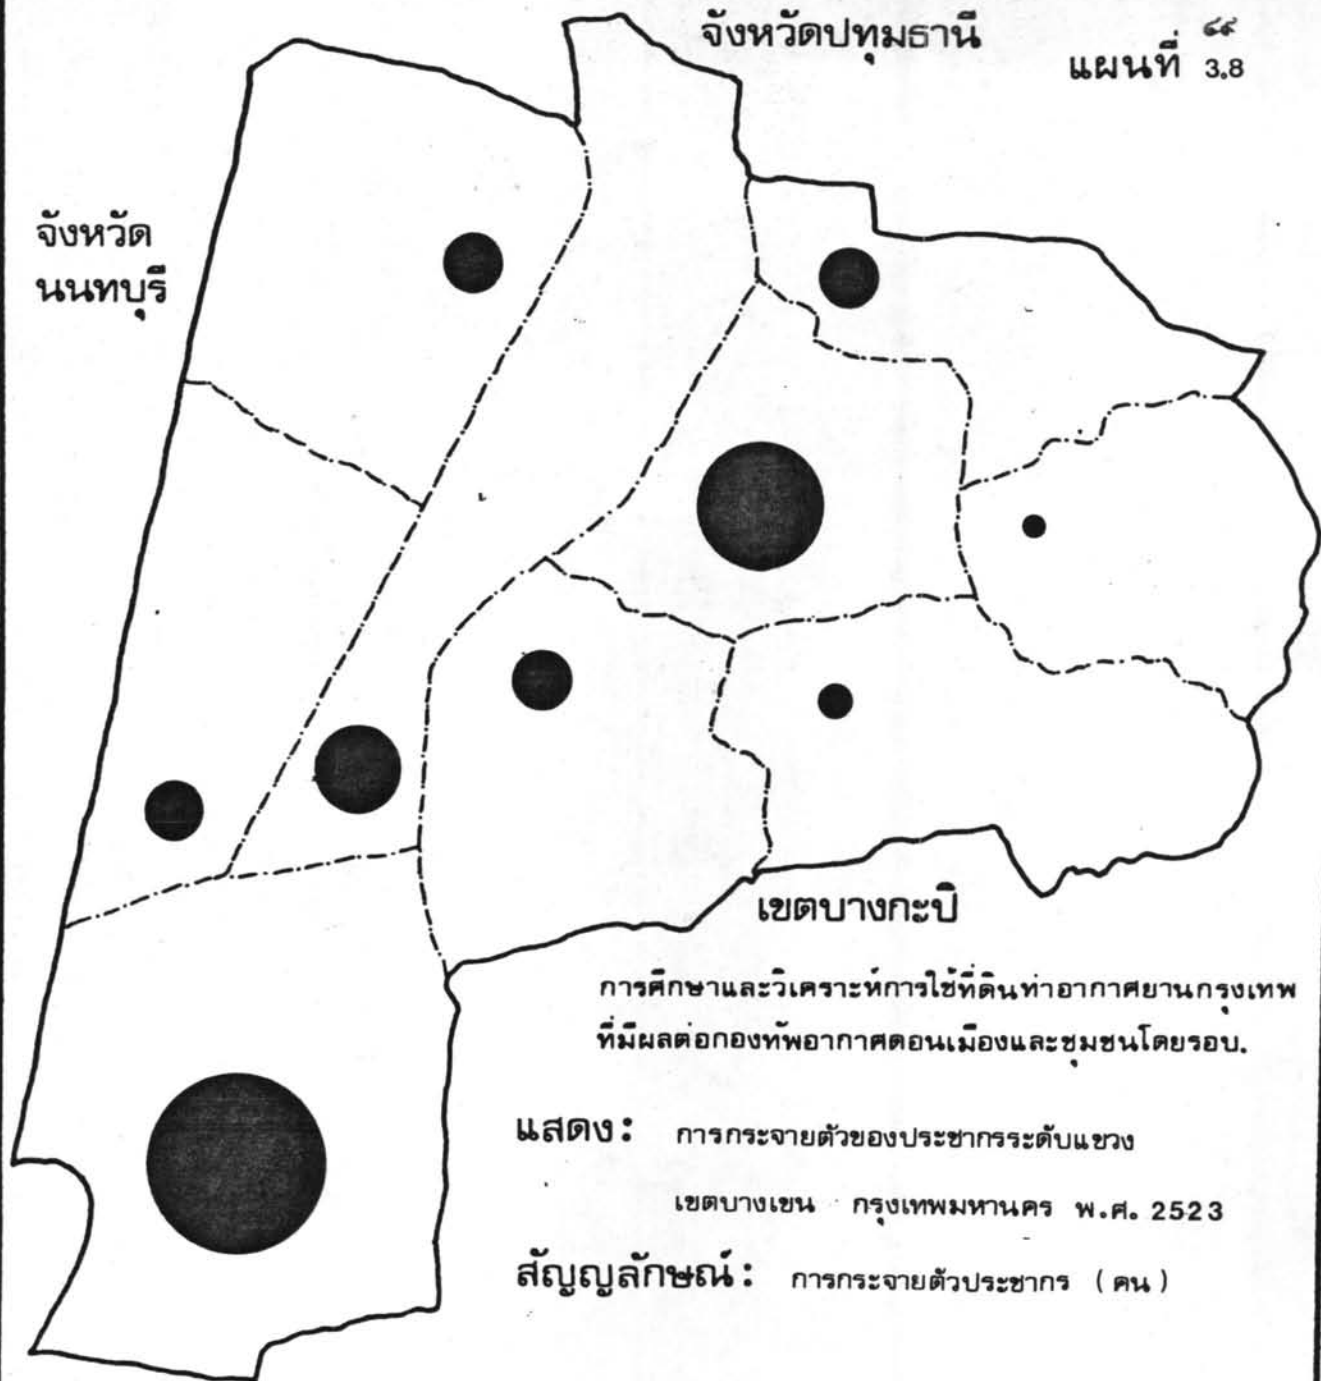 จังหวัดปทุมธานี
๔๙
แผนที่ 3.8
จังหวัด
นนทบุรี
เขตบางกะปิ
การศึกษาและวิเคราะห์การใช้ที่ดินท่าอากาศยานกรุงเทพ
ที่มีผลต่อกองทัพอากาศดอนเมืองและชุมชนโดยรอบ.
แสดง: การกระจายตัวของประชากรระดับแขวง
เขตบางเขน กรุงเทพมหานคร พ.ศ. 2523
สัญญลักษณ์: การกระจายตัวประชากร (คน)